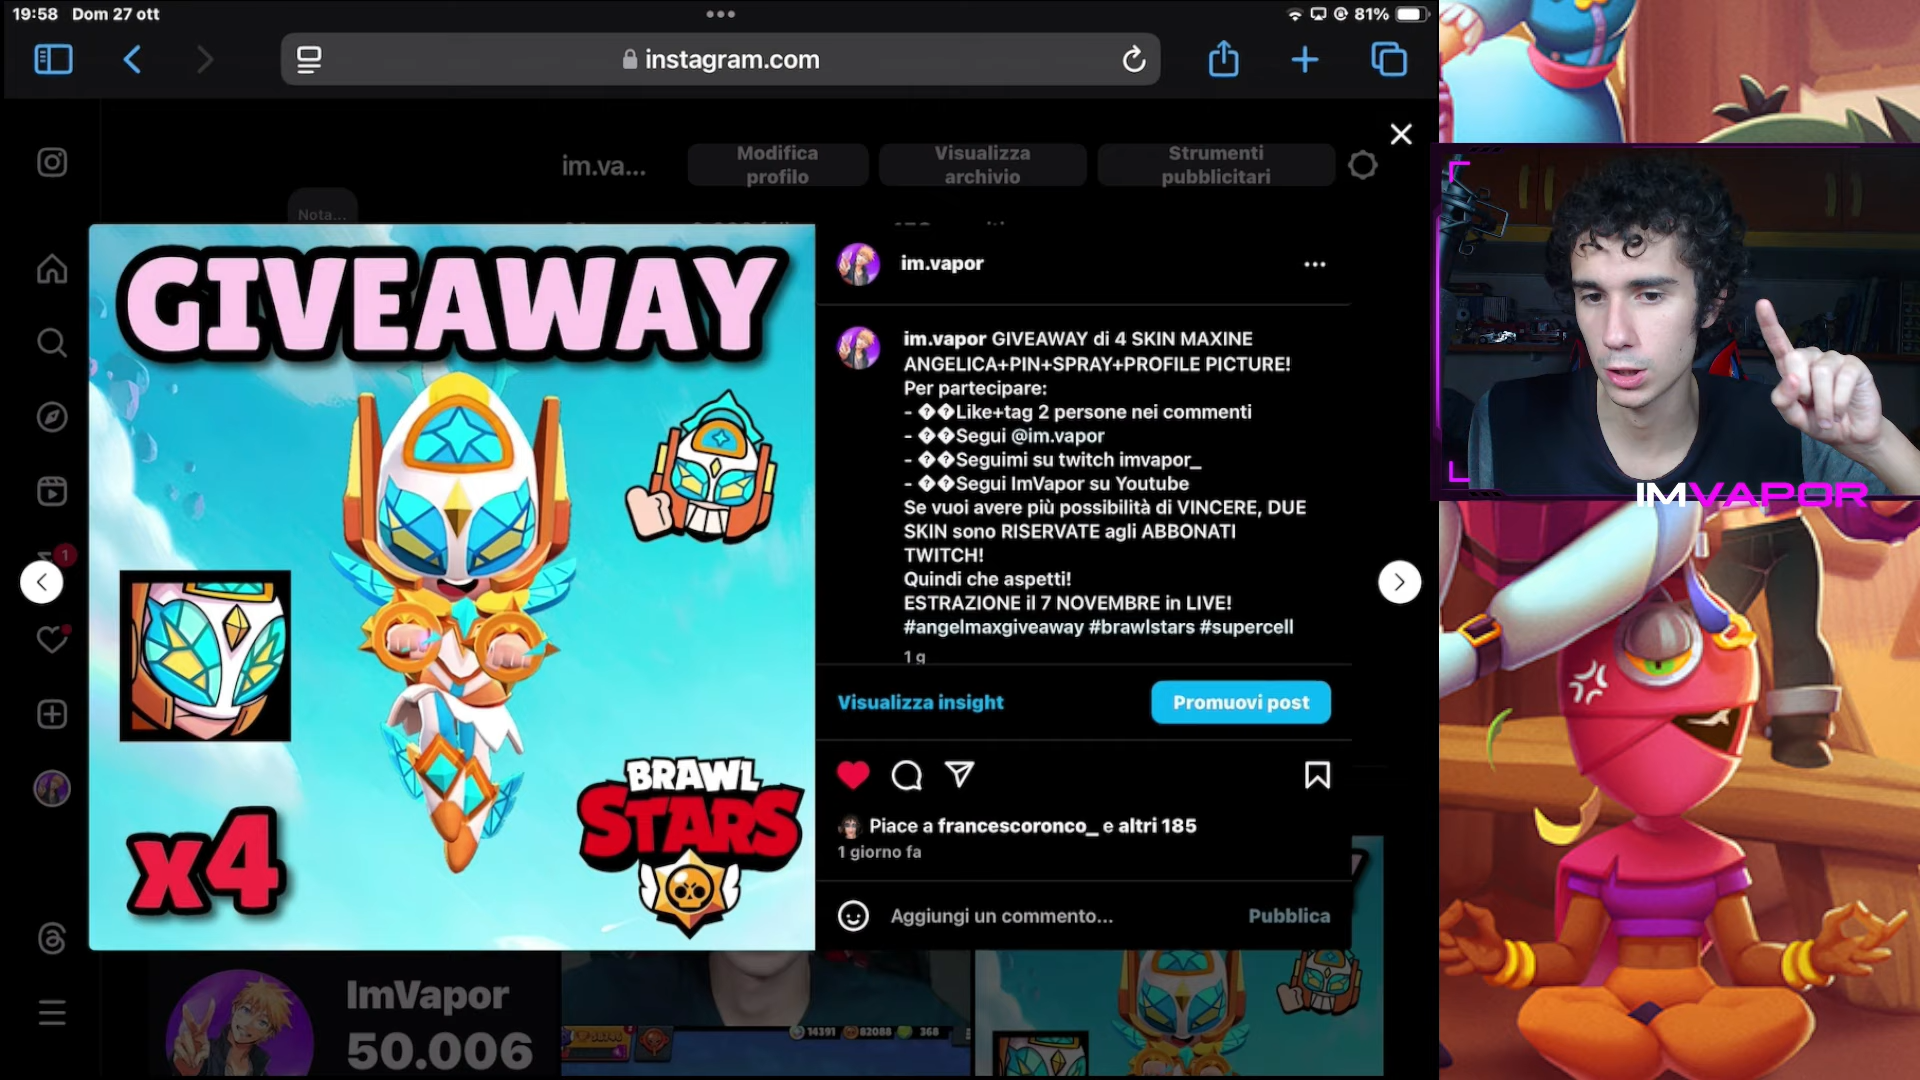 19:58 Dom 27 ott
81%
instagram.com
im.va...
Modifica profilo
Visualizza archivio
Strumenti pubblicitari
Nota...
GIVEAWAY
x4
BRAWL
STARS
im.vapor
im.vapor GIVEAWAY di 4 SKIN MAXINE
ANGELICA+PIN+SPRAY+PROFILE PICTURE!
Per partecipare:
- ��Like+tag 2 persone nei commenti
- ��Segui @im.vapor
- ��Seguimi su twitch imvapor_
- ��Segui ImVapor su Youtube
Se vuoi avere più possibilità di VINCERE, DUE
SKIN sono RISERVATE agli ABBONATI
TWITCH!
Quindi che aspetti!
ESTRAZIONE il 7 NOVEMBRE in LIVE!
#angelmaxgiveaway #brawlstars #supercell
1 g
Visualizza insight
Promuovi post
Piace a francescoronco_ e altri 185
1 giorno fa
Aggiungi un commento...
Pubblica
1
ImVapor
50.006
14391 82088 368
IMVAPOR